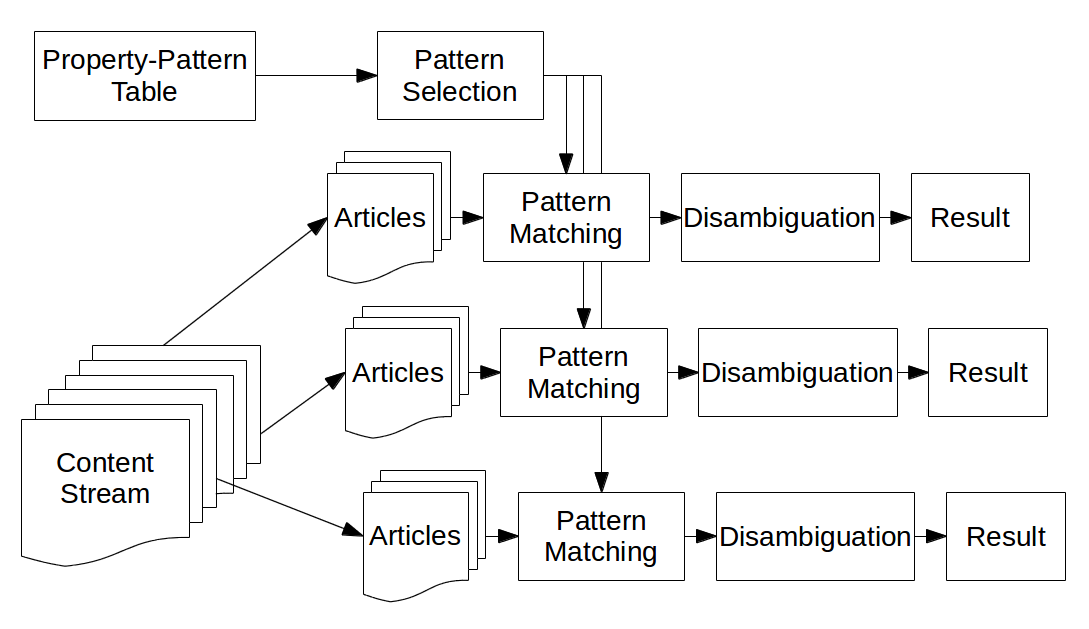 Property-Pattern
Table
Pattern
Selection
Articles
Pattern
Matching
Disambiguation
Result
Articles
Pattern
Matching
Disambiguation
Result
Content
Stream
Articles
Pattern
Matching
Disambiguation
Result